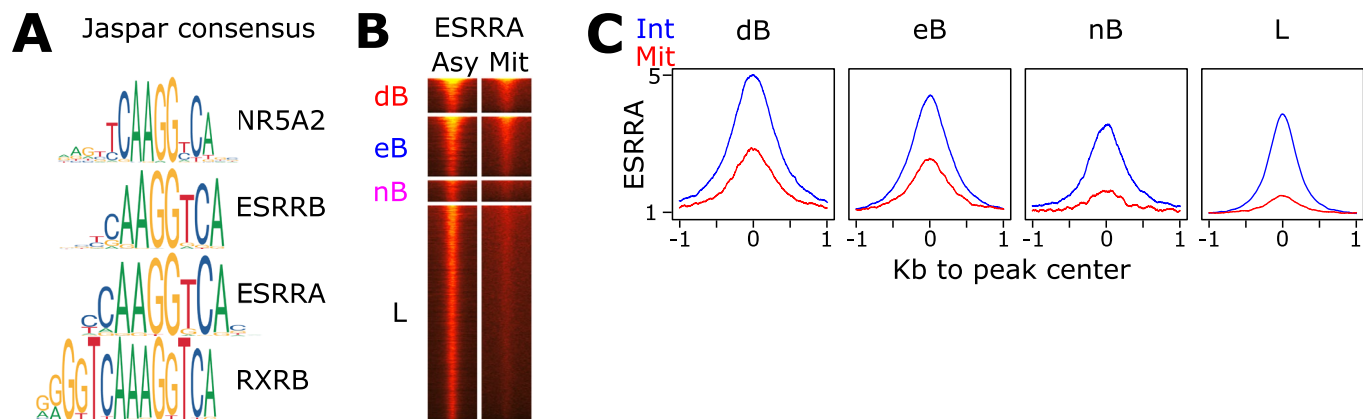 A Jaspar consensus
NR5A2
ESRRB
ESRRA
RXRB
B ESRRA
Asy Mit
dB
eB
nB
L
C Int dB eB nB L
Mit
ESRRA
5
1
-1 0 1 -1 0 1 -1 0 1 -1 0 1
Kb to peak center